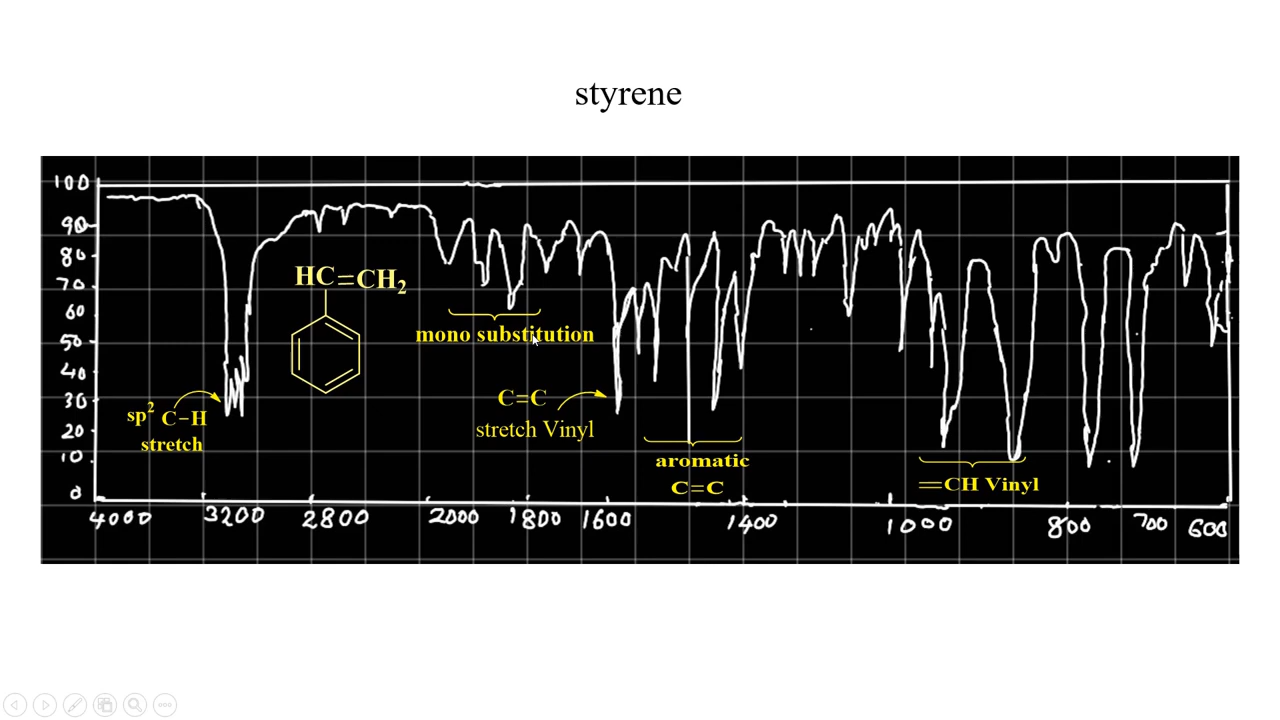 styrene
100
90
80
70
60
50
40
30
20
10
0
HC=CH2
mono substitution
C=C
stretch Vinyl
sp2 C-H
stretch
aromatic
C=C
=CH Vinyl
4000 3200 2800 2000 1800 1600 1400 1000 800 700 600